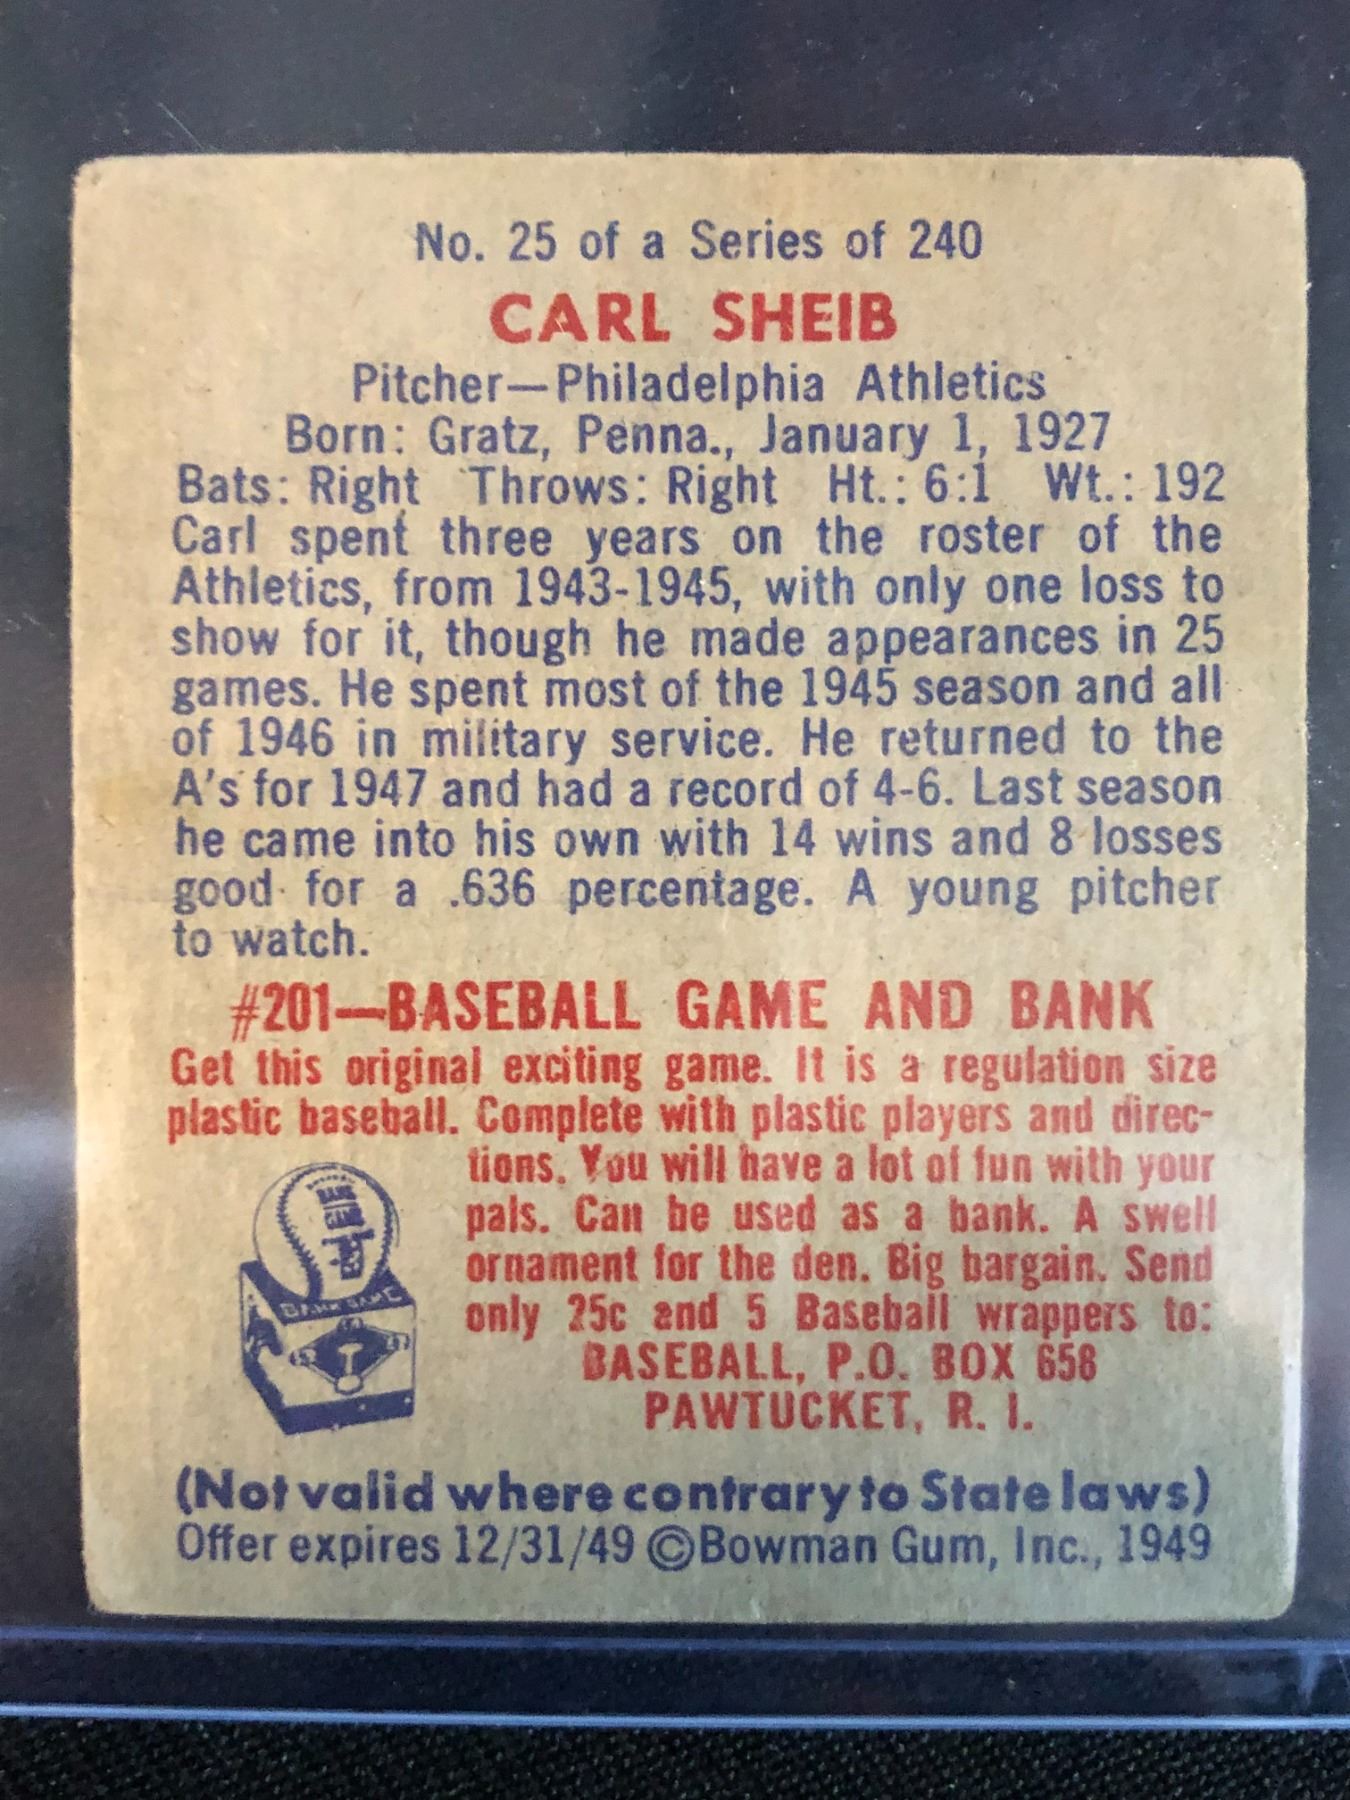 No. 25 of a Series of 240
CARL SHEIB
Pitcher—Philadelphia Athletics
Born: Gratz, Penna., January 1, 1927
Bats: Right Throws: Right Ht.: 6:1 Wt.: 192
Carl spent three years on the roster of the
Athletics, from 1943-1945, with only one loss to
show for it, though he made appearances in 25
games. He spent most of the 1945 season and all
of 1946 in military service. He returned to the
A's for 1947 and had a record of 4-6. Last season
he came into his own with 14 wins and 8 losses
good for a .636 percentage. A young pitcher
to watch.
#201—BASEBALL GAME AND BANK
Get this original exciting game. It is a regulation size
plastic baseball. Complete with plastic players and direc-
tions. You will have a lot of fun with your
pals. Can be used as a bank. A swell
ornament for the den. Big bargain. Send
only 25c and 5 Baseball wrappers to:
BASEBALL, P.O. BOX 658
PAWTUCKET, R. I.
BANK GAME
(Not valid where contrary to State laws)
Offer expires 12/31/49 ©Bowman Gum, Inc., 1949